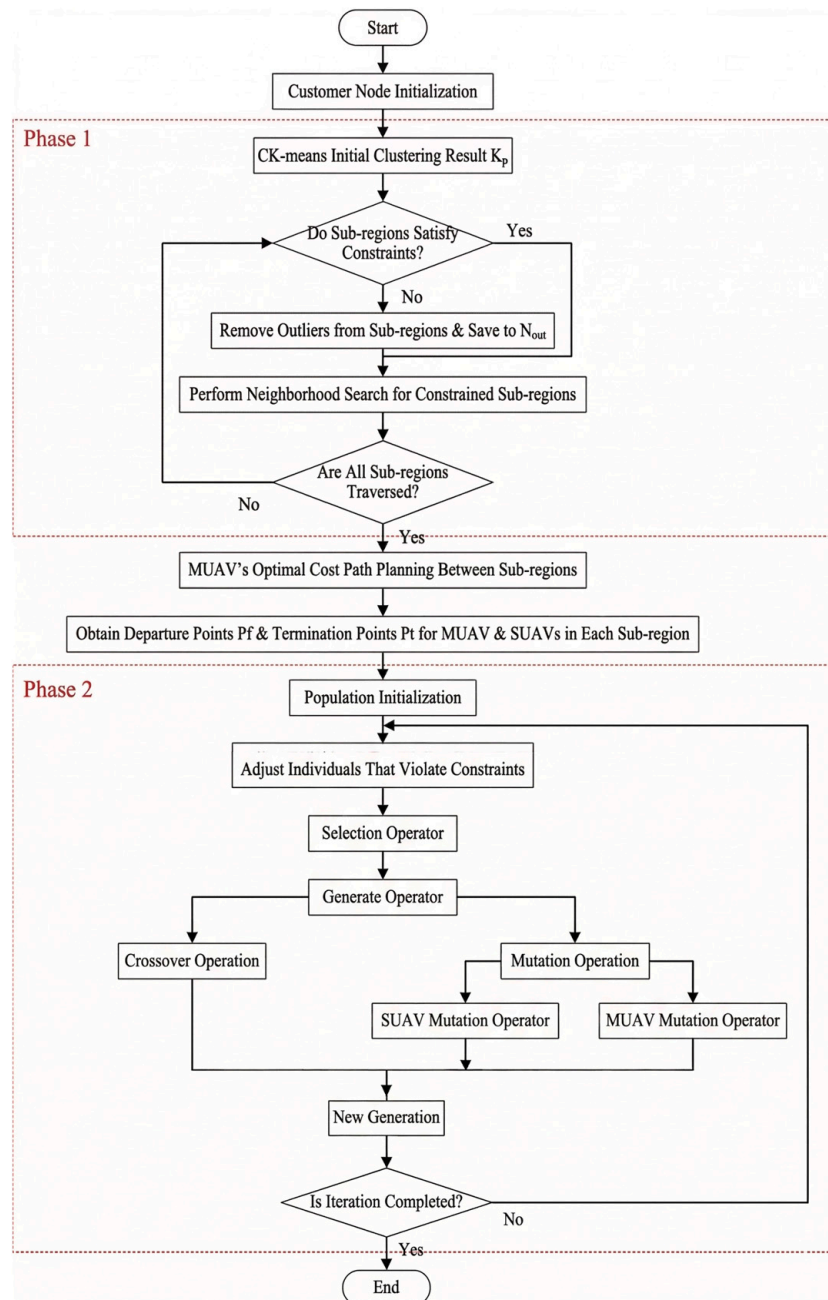 Start
Customer Node Initialization
Phase 1
CK-means Initial Clustering Result Kp
Do Sub-regions Satisfy
Constraints?
Yes
No
Remove Outliers from Sub-regions & Save to Nout
Perform Neighborhood Search for Constrained Sub-regions
Are All Sub-regions
Traversed?
No
Yes
MUAV's Optimal Cost Path Planning Between Sub-regions
Obtain Departure Points Pf & Termination Points Pt for MUAV & SUAVs in Each Sub-region
Phase 2
Population Initialization
Adjust Individuals That Violate Constraints
Selection Operator
Generate Operator
Crossover Operation
Mutation Operation
SUAV Mutation Operator
MUAV Mutation Operator
New Generation
Is Iteration Completed?
No
Yes
End